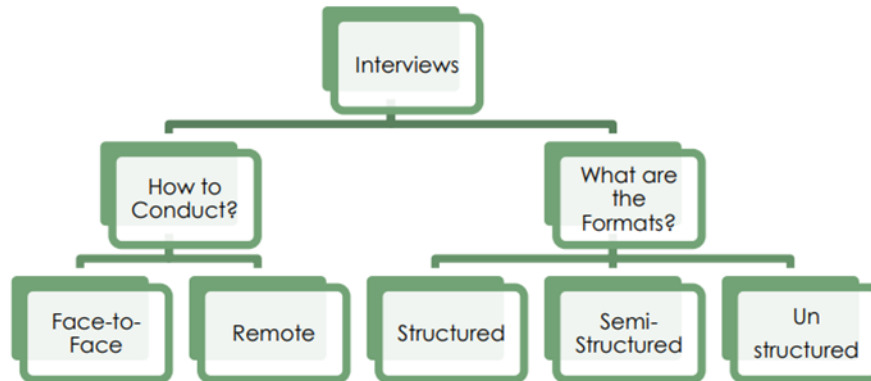 Interviews
How to
Conduct?
What are
the
Formats?
Face-to-
Face
Remote
Structured
Semi-
Structured
Un
structured